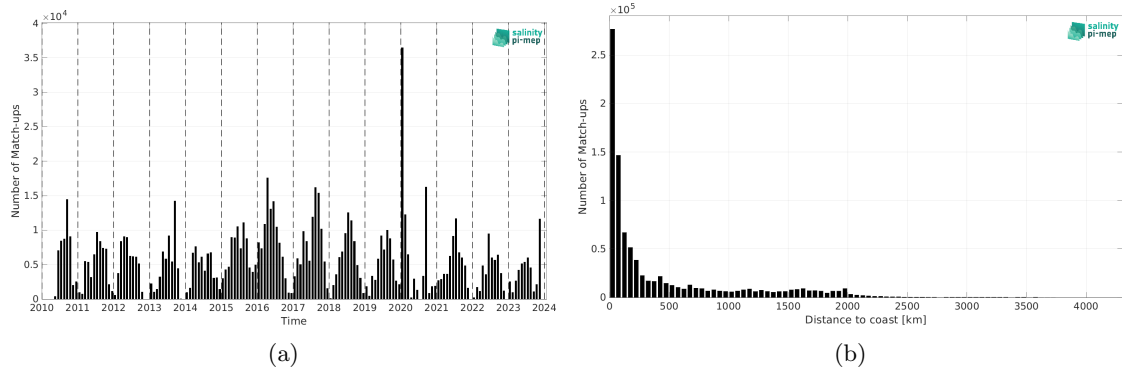 ×10⁴
4
3.5
3
2.5
2
1.5
1
0.5
0
Number of Match-ups
salinity
pi-mep
2010 2011 2012 2013 2014 2015 2016 2017 2018 2019 2020 2021 2022 2023 2024
Time
(a)
×10⁵
2.5
2
1.5
1
0.5
0
Number of Match-ups
salinity
pi-mep
0 500 1000 1500 2000 2500 3000 3500 4000
Distance to coast [km]
(b)